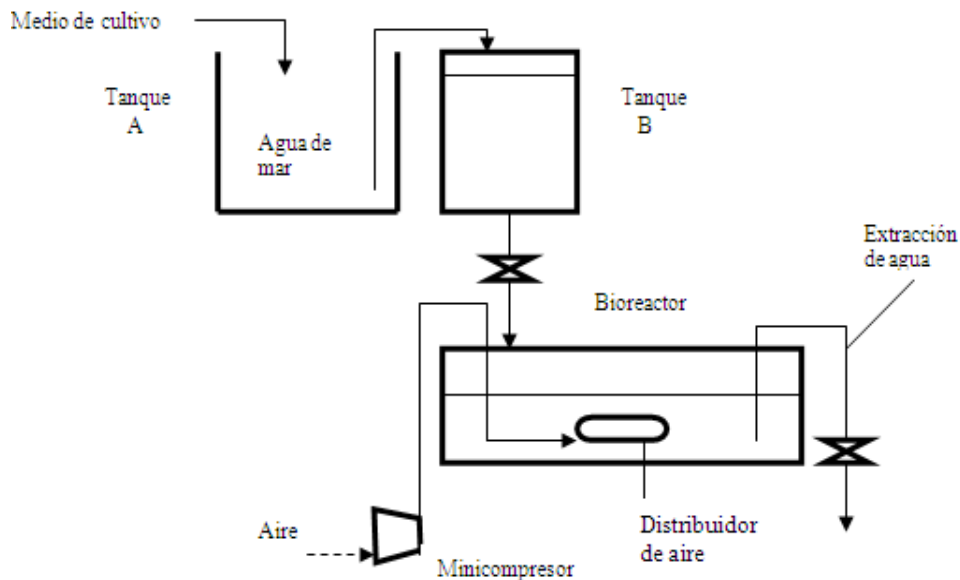 Medio de cultivo
Tanque
A
Agua de
mar
Tanque
B
Extracción
de agua
Bioreactor
Aire
Minicompresor
Distribuidor
de aire